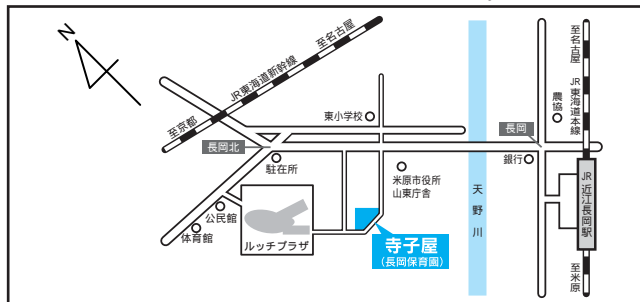 N
至名古屋
JR東海道新幹線
至京都
長岡北
東小学校
駐在所
公民館
体育館
ルッチプラザ
米原市役所
山東庁舎
寺子屋
(長岡保育園)
天野川
長岡
銀行
農協
至名古屋
JR東海道本線
JR
近江長岡駅
至米原